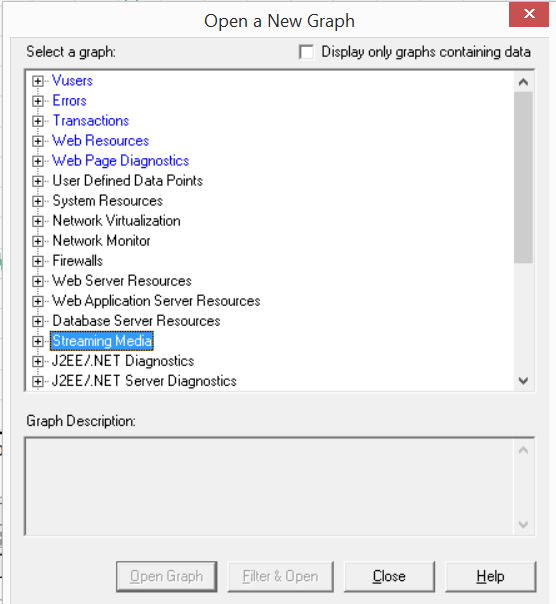 Open a New Graph
Select a graph:
Display only graphs containing data
Vusers
Errors
Transactions
Web Resources
Web Page Diagnostics
User Defined Data Points
System Resources
Network Virtualization
Network Monitor
Firewalls
Web Server Resources
Web Application Server Resources
Database Server Resources
Streaming Media
J2EE/.NET Diagnostics
J2EE/.NET Server Diagnostics
Graph Description:
Open Graph Filter & Open Close Help